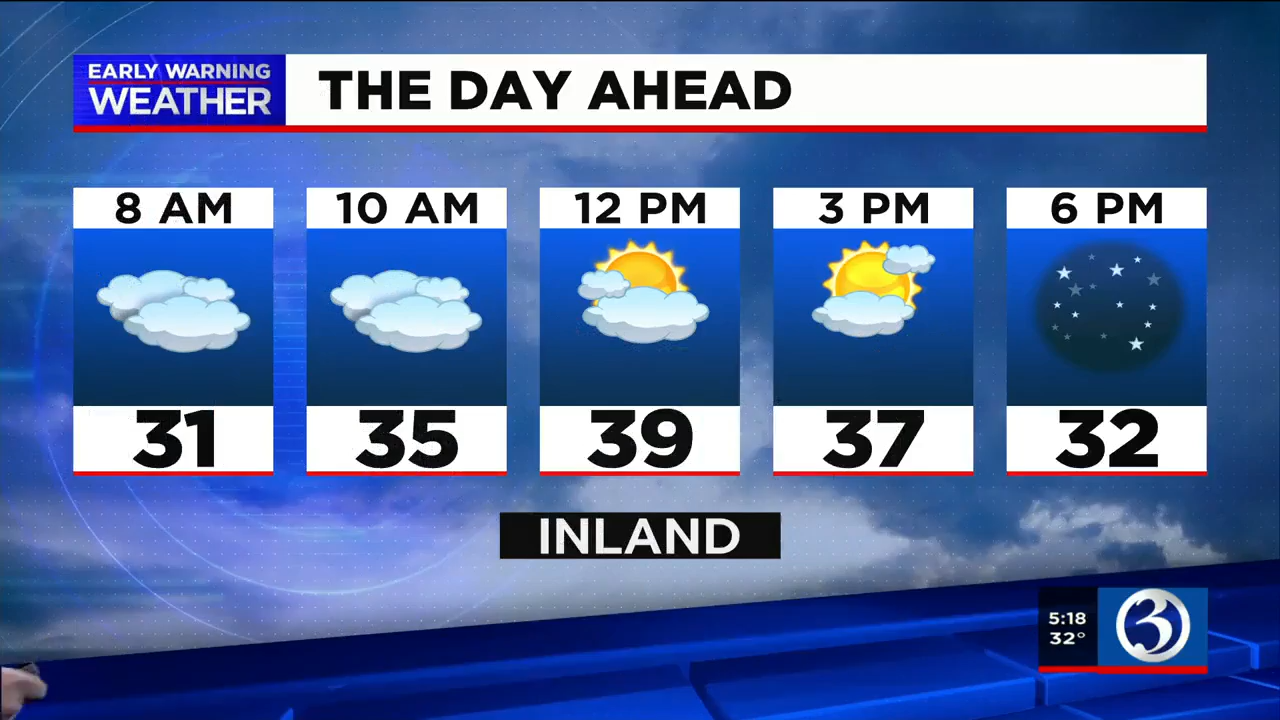 EARLY WARNING
WEATHER
THE DAY AHEAD
8 AM
10 AM
12 PM
3 PM
6 PM
31
35
39
37
32
INLAND
5:18
32°
3